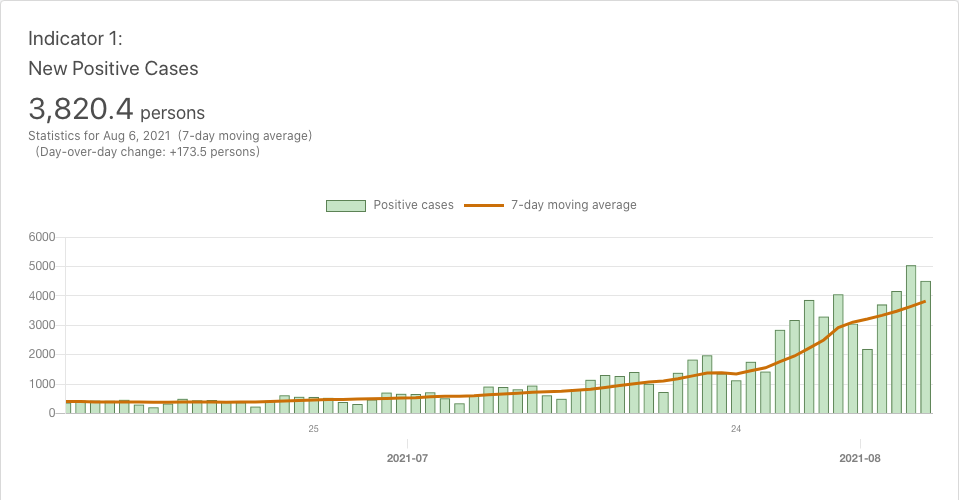 Indicator 1:
New Positive Cases
3,820.4 persons
Statistics for Aug 6, 2021 (7-day moving average)
(Day-over-day change: +173.5 persons)
Positive cases 7-day moving average
6000
5000
4000
3000
2000
1000
0
25 24
2021-07 2021-08